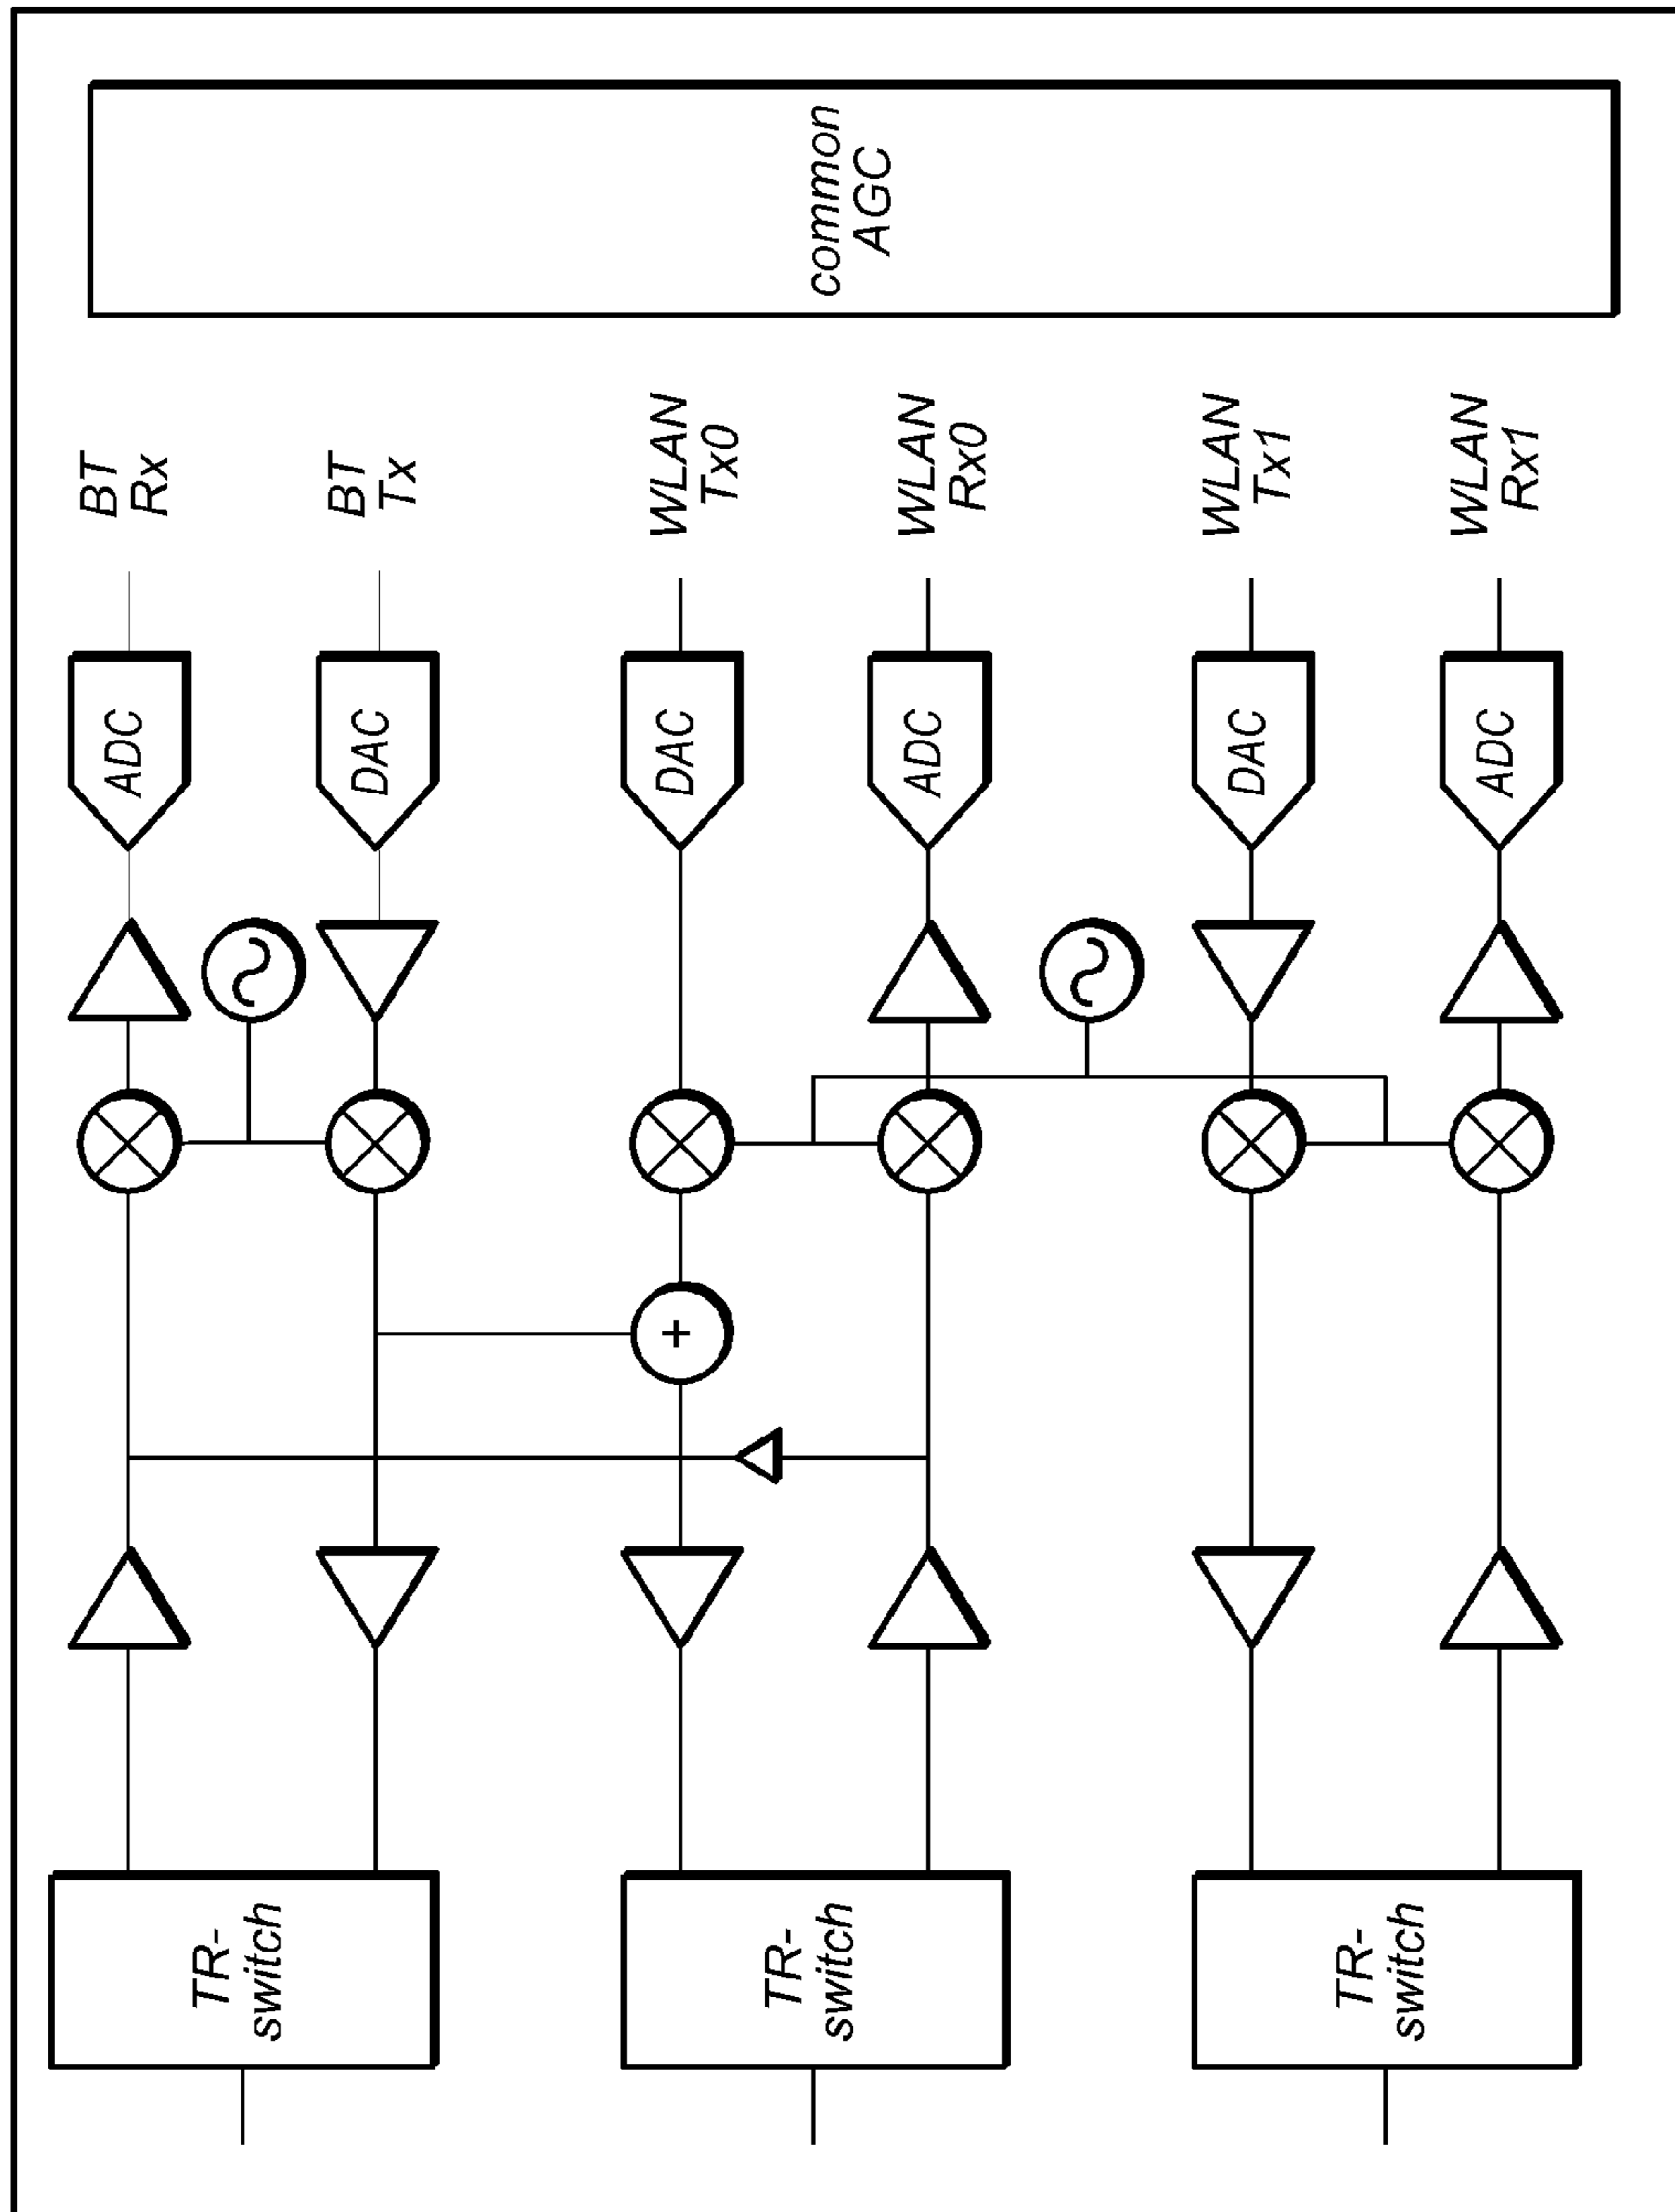 common
AGC
BT
Rx
BT
Tx
WLAN
Tx0
WLAN
Rx0
WLAN
Tx1
WLAN
Rx1
ADC
DAC
DAC
ADC
DAC
ADC
+
TR-
switch
TR-
switch
TR-
switch